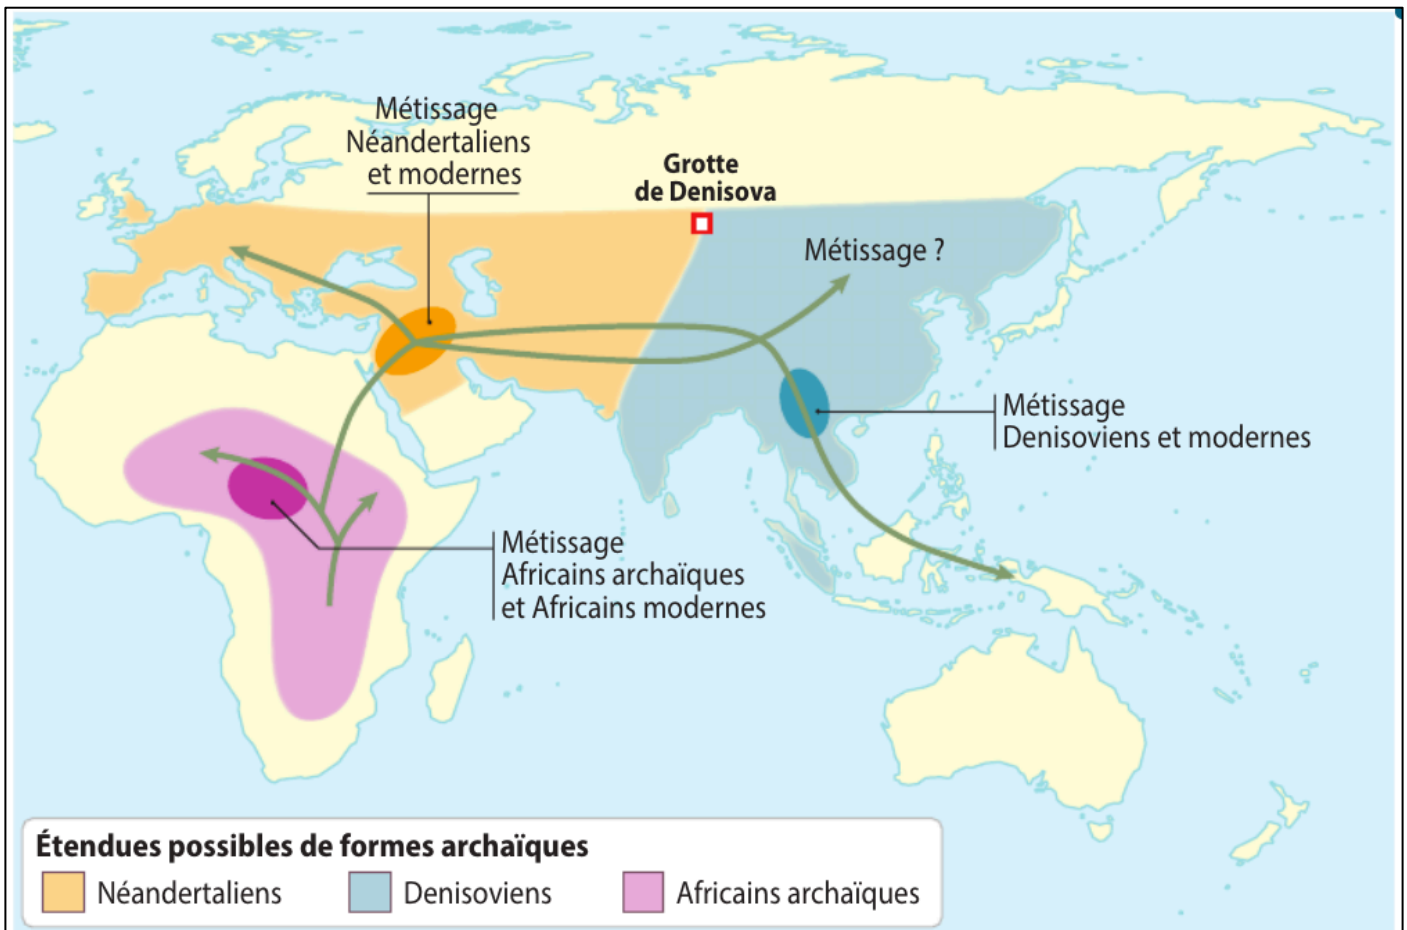 Métissage
Néandertaliens
et modernes
Grotte
de Denisova
Métissage ?
Métissage
Denisoviens et modernes
Métissage
Africains archaïques
et Africains modernes
Étendues possibles de formes archaïques
Néandertaliens
Denisoviens
Africains archaïques